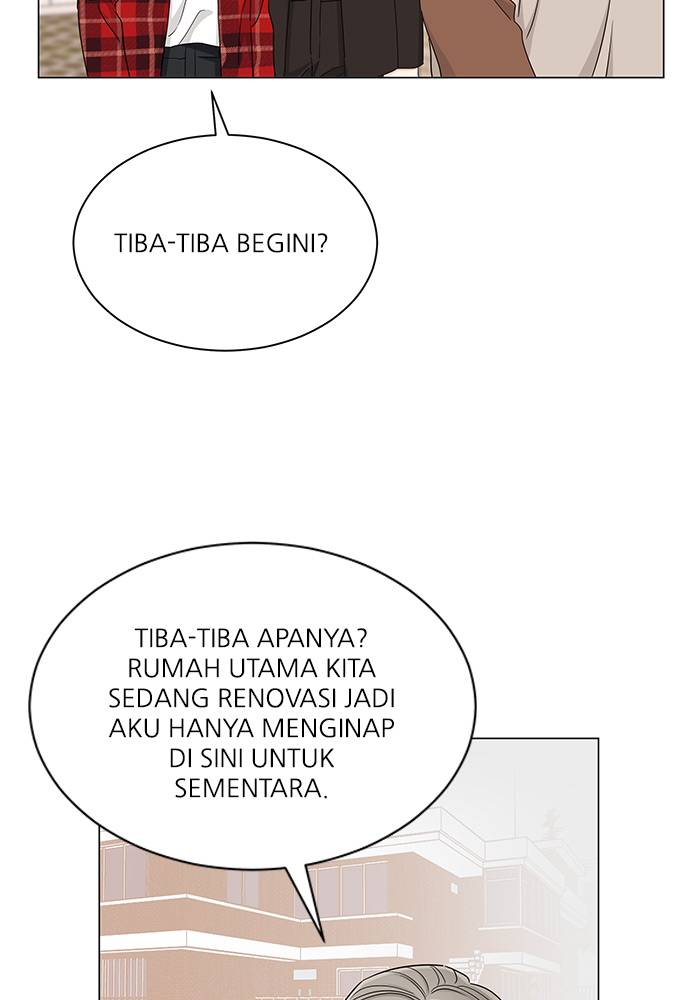 TIBA-TIBA BEGINI?
TIBA-TIBA APANYA?
RUMAH UTAMA KITA
SEDANG RENOVASI JADI
AKU HANYA MENGINAP
DI SINI UNTUK
SEMENTARA.